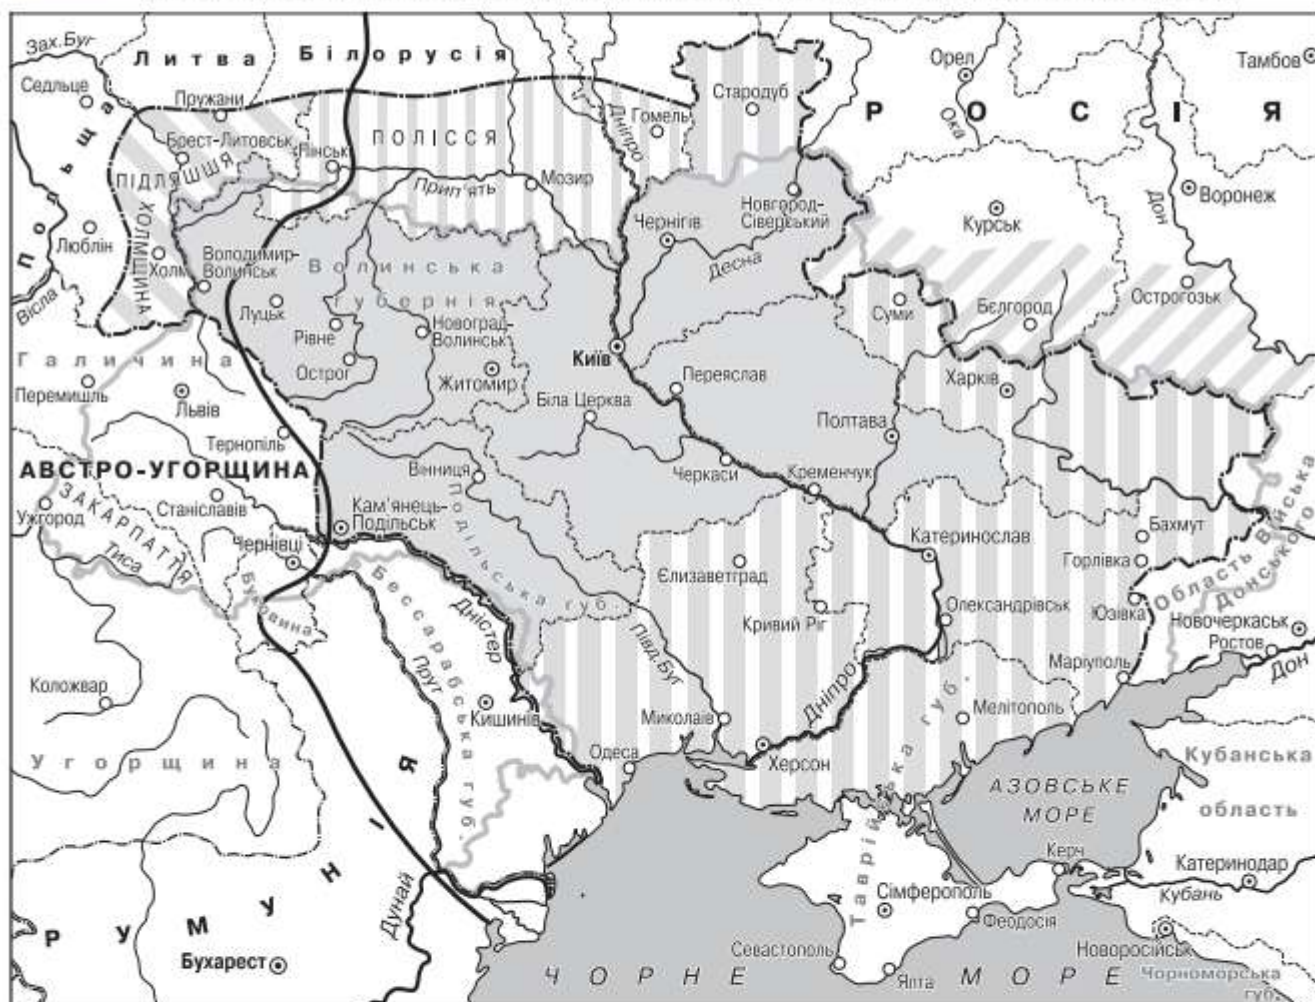 Зах.Буг
Литва
Білорусія
Орел
Тамбов
Седльце
Пружани
Стародуб
РОСІЯ
Дніпро
Гомель
Ока
Польща
Брест-Литовськ
Пінськ
ПОЛІССЯ
ПІДЛЯШШЯ
Прип'ять
Мозир
Новгород-
Сіверський
Дон
Воронеж
Курськ
Люблін
ХОЛМЩИНА
Холм
Володимир-
Волинськ
Чернігів
Десна
Волинська
губернія
Вісла
Луцьк
Рівне
Новоград-
Волинськ
Суми
Бєлгород
Острогозьк
Галичина
Острог
Житомир
Київ
Перемишль
Львів
Переяслав
Харків
Біла Церква
Тернопіль
Полтава
АВСТРО-УГОРЩИНА
Вінниця
Черкаси
Кременчук
ЗАКАРПАТТЯ
Ужгород
Станіславів
Кам'янець-
Подільськ
Подільська губ.
Бахмут
Область Війська
Донського
Чернівці
Тиса
Єлизаветград
Катеринослав
Горлівка
Буковина
Бессарабська губ.
Дністер
Кривий Ріг
Олександрівськ
Юзівка
Новочеркаськ
Ростов
Прут
Півд.Буг
Маріуполь
Дон
Коложвар
Кишинів
Миколаїв
Дніпро
Мелітополь
Угорщина
Одеса
Херсон
Таврійська губ.
Кубанська
область
АЗОВСЬКЕ
МОРЕ
РУМУНІЯ
Дунай
Керч
Катеринодар
Кубань
Сімферополь
Феодосія
Бухарест
Севастополь
Ялта
Новоросійськ
ЧОРНЕ МОРЕ
Чорноморська
губ.